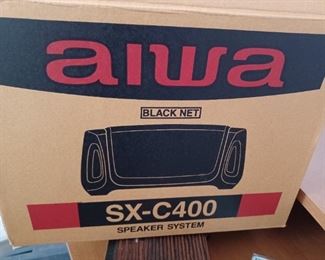 aiwa
BLACK NET
SX-C400
SPEAKER SYSTEM